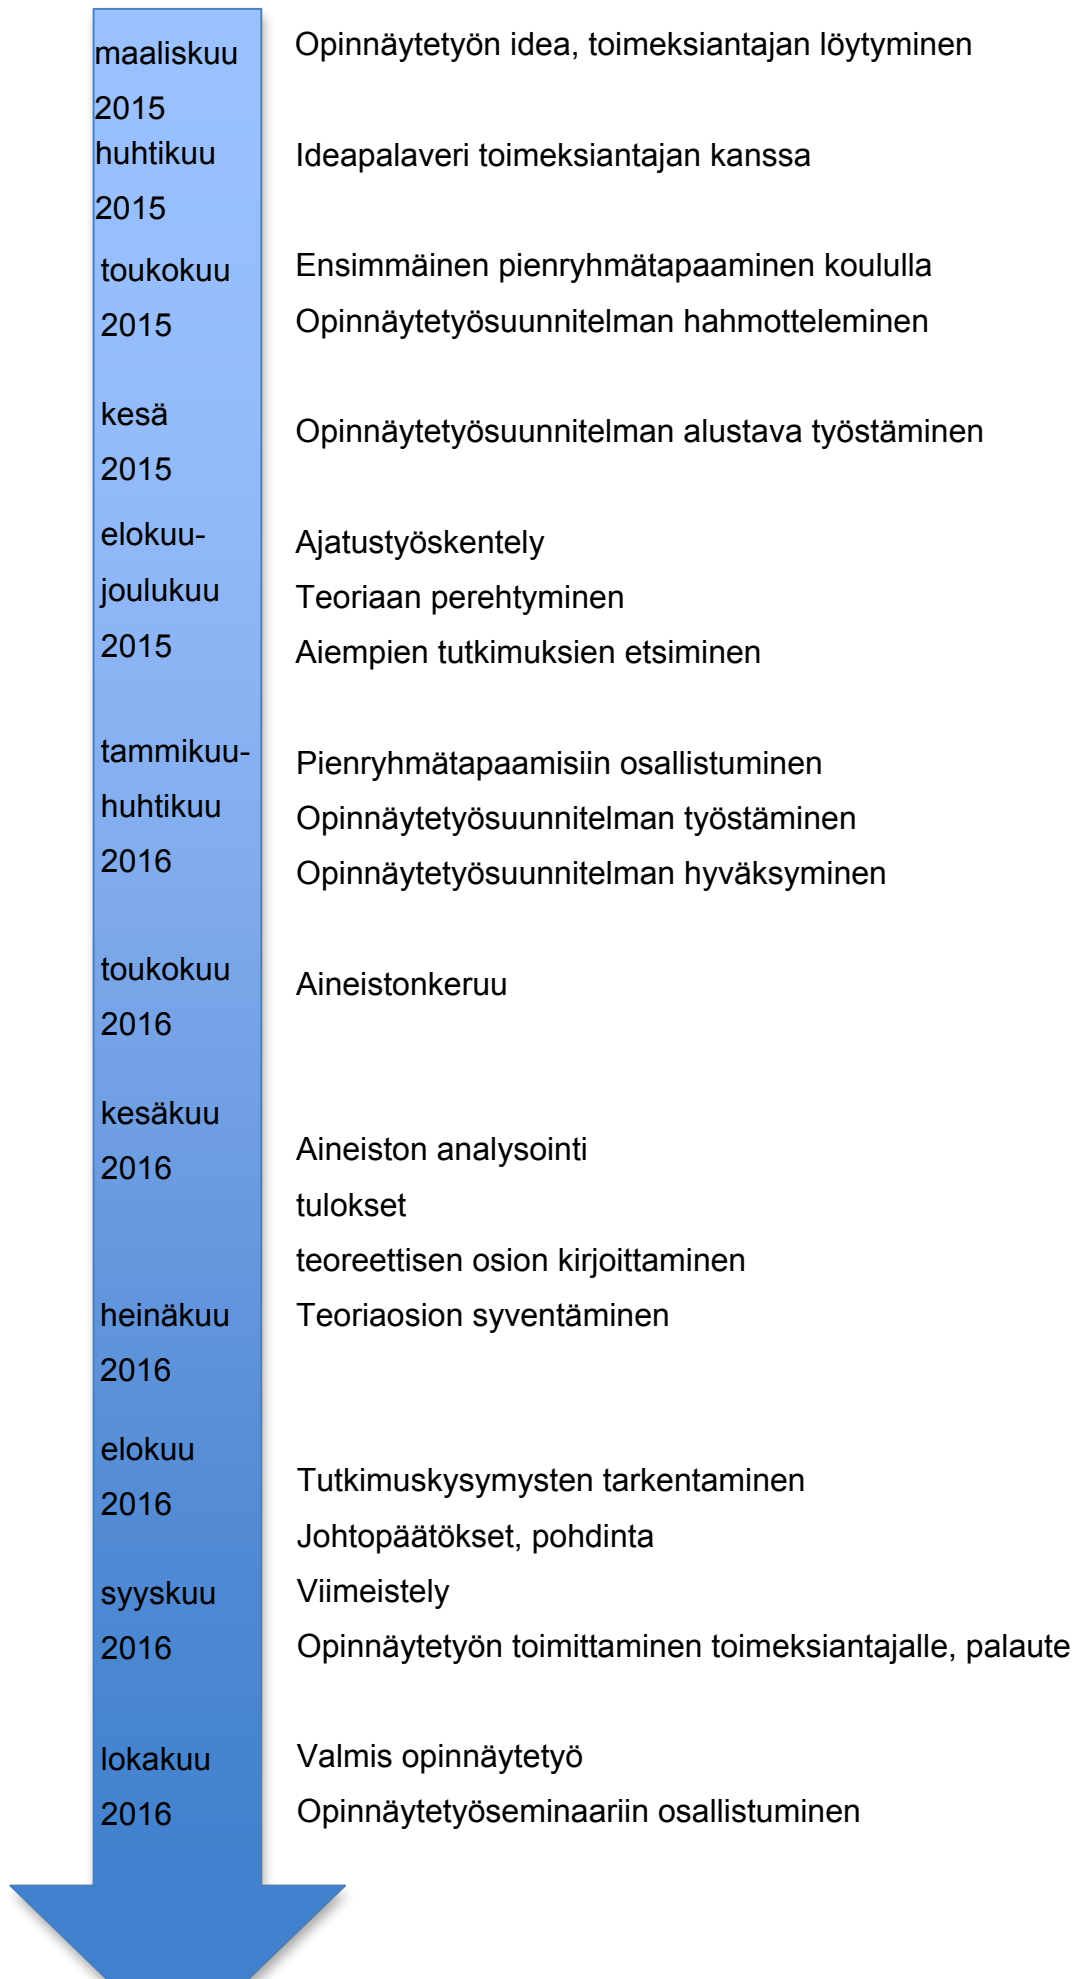 maaliskuu
2015
Opinnäytetyön idea, toimeksiantajan löytyminen
huhtikuu
2015
Ideapalaveri toimeksiantajan kanssa
toukokuu
2015
Ensimmäinen pienryhmätapaaminen koululla
Opinnäytetyösuunnitelman hahmotteleminen
kesä
2015
Opinnäytetyösuunnitelman alustava työstäminen
elokuu-
joulukuu
2015
Ajatustyöskentely
Teoriaan perehtyminen
Aiempien tutkimuksien etsiminen
tammikuu-
huhtikuu
2016
Pienryhmätapaamisiin osallistuminen
Opinnäytetyösuunnitelman työstäminen
Opinnäytetyösuunnitelman hyväksyminen
toukokuu
2016
Aineistonkeruu
kesäkuu
2016
Aineiston analysointi
tulokset
teoreettisen osion kirjoittaminen
heinäkuu
2016
Teoriaosion syventäminen
elokuu
2016
Tutkimuskysymysten tarkentaminen
Johtopäätökset, pohdinta
syyskuu
2016
Viimeistely
Opinnäytetyön toimittaminen toimeksiantajalle, palaute
lokakuu
2016
Valmis opinnäytetyö
Opinnäytetyöseminaariin osallistuminen